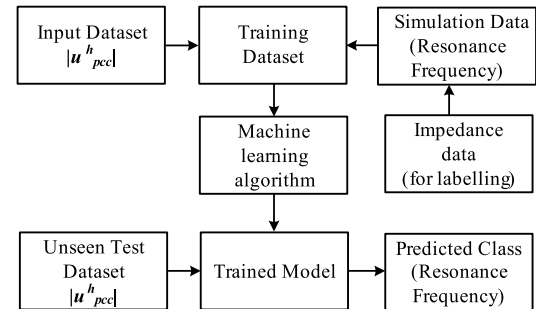 Input Dataset
|u^h_pcc|
Training
Dataset
Simulation Data
(Resonance
Frequency)
Machine
learning
algorithm
Impedance
data
(for labelling)
Unseen Test
Dataset
|u^h_pcc|
Trained Model
Predicted Class
(Resonance
Frequency)